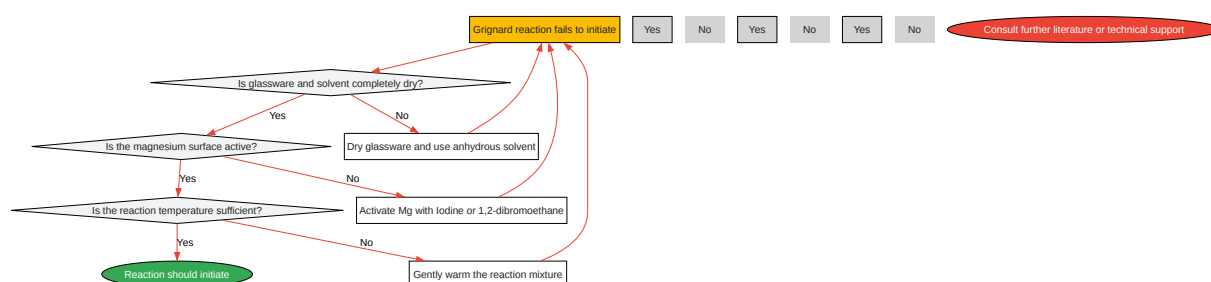 Grignard reaction fails to initiate
Yes
No
Yes
No
Yes
No
Consult further literature or technical support
Is glassware and solvent completely dry?
Yes
No
Is the magnesium surface active?
Dry glassware and use anhydrous solvent
Yes
No
Is the reaction temperature sufficient?
Activate Mg with Iodine or 1,2-dibromoethane
Yes
No
Reaction should initiate
Gently warm the reaction mixture